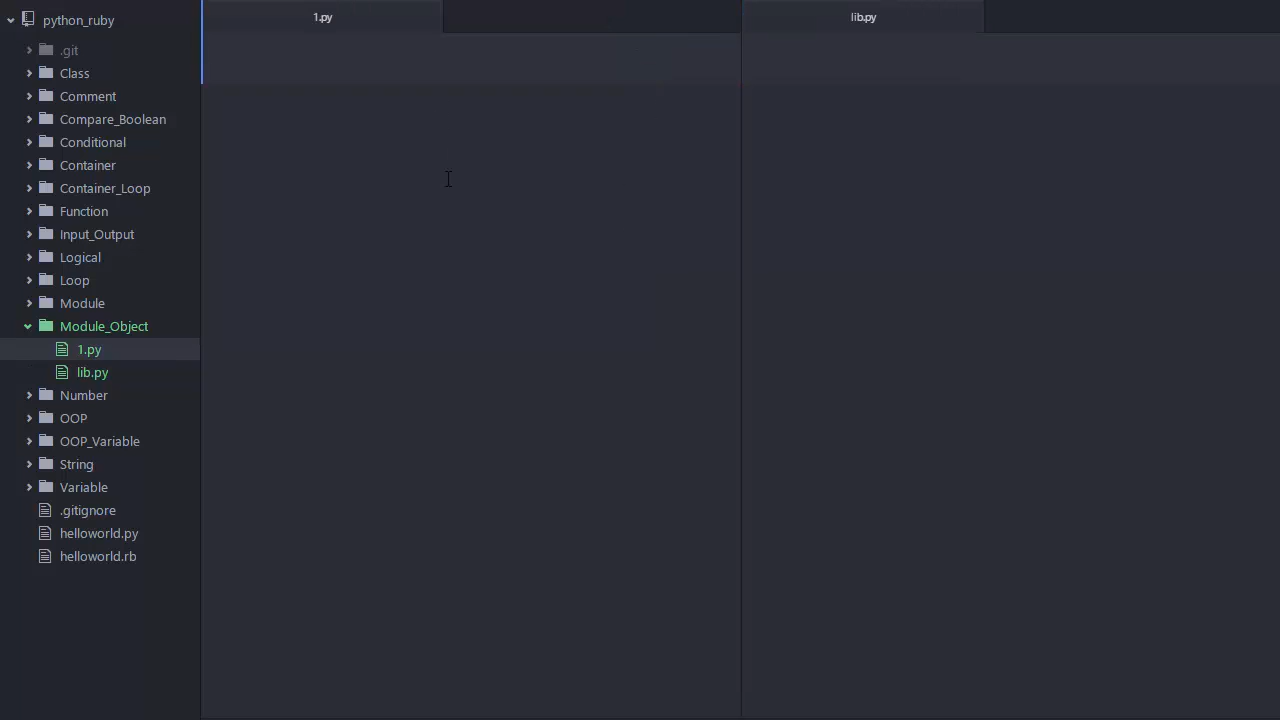 python_ruby
.git
Class
Comment
Compare_Boolean
Conditional
Container
Container_Loop
Function
Input_Output
Logical
Loop
Module
Module_Object
1.py
lib.py
Number
OOP
OOP_Variable
String
Variable
.gitignore
helloworld.py
helloworld.rb
1.py
lib.py